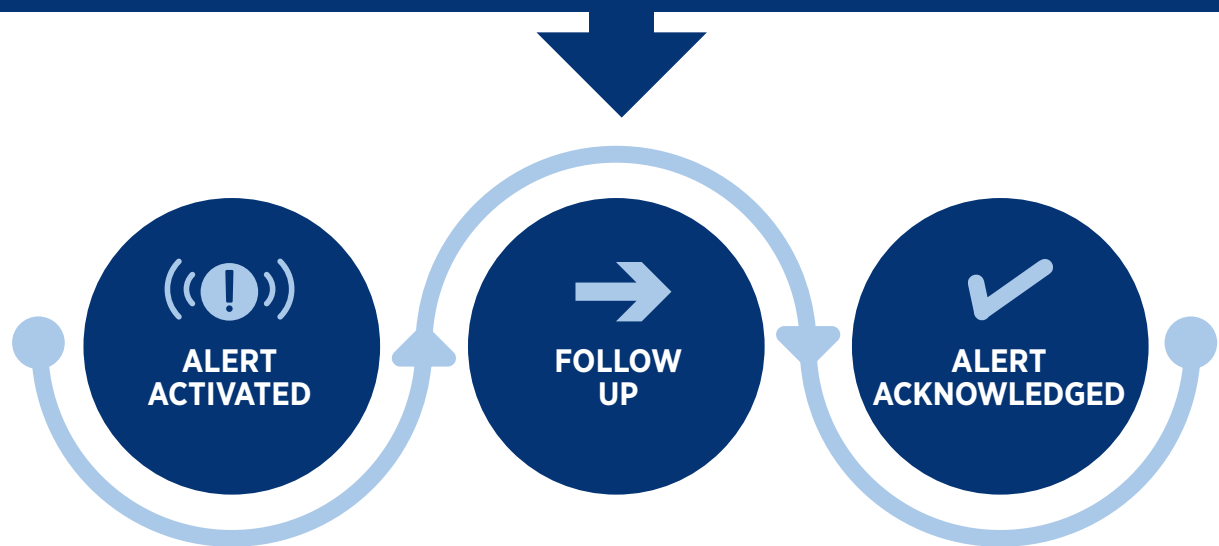 ALERT
ACTIVATED
FOLLOW
UP
ALERT
ACKNOWLEDGED